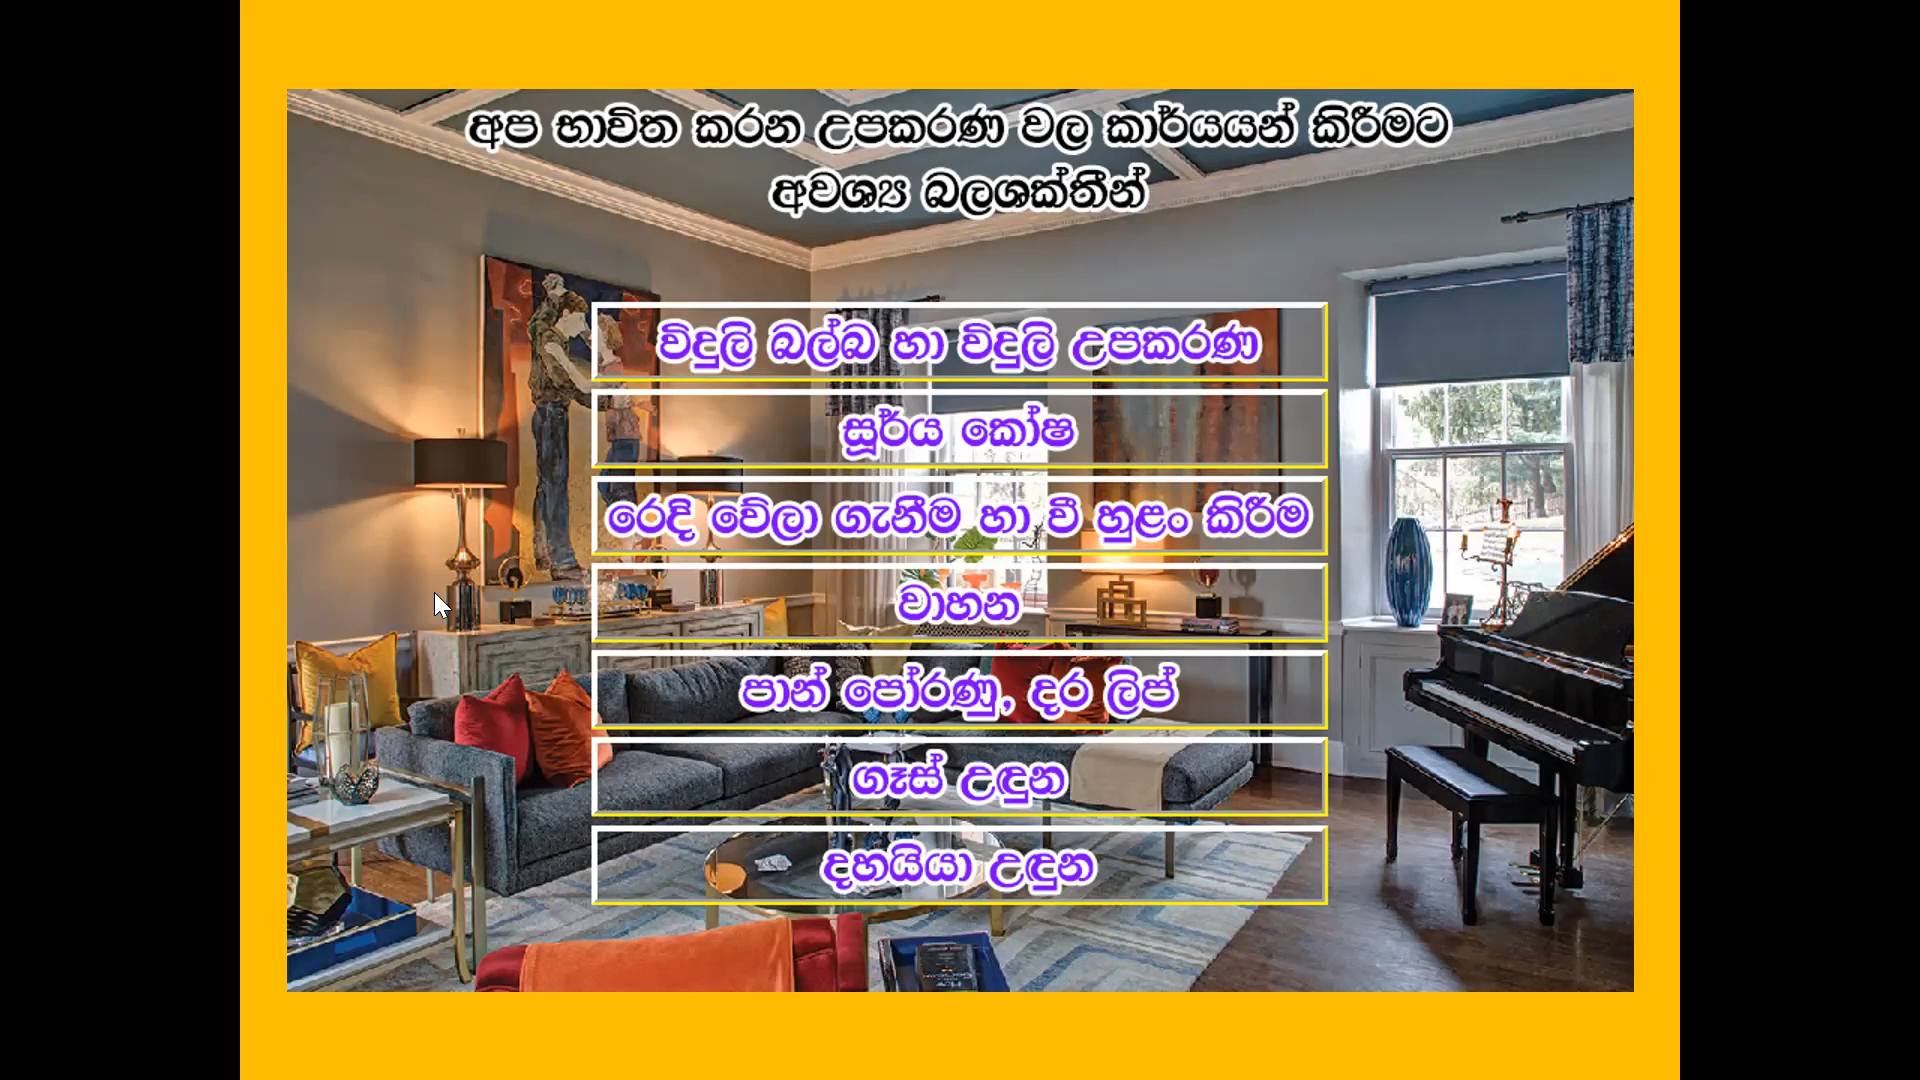 අප භාවිත කරන උපකරණ වල කාර්යයන් කිරීමට
අවශ්‍ය බලශක්තීන්
විදුලි බල්බ හා විදුලි උපකරණ
සූර්ය කෝෂ
රෙදි වේලා ගැනීම හා වී හුළං කිරීම
වාහන
පාන් පෝරණු, දර ලිප්
ගෑස් උඳුන
දහයියා උඳුන